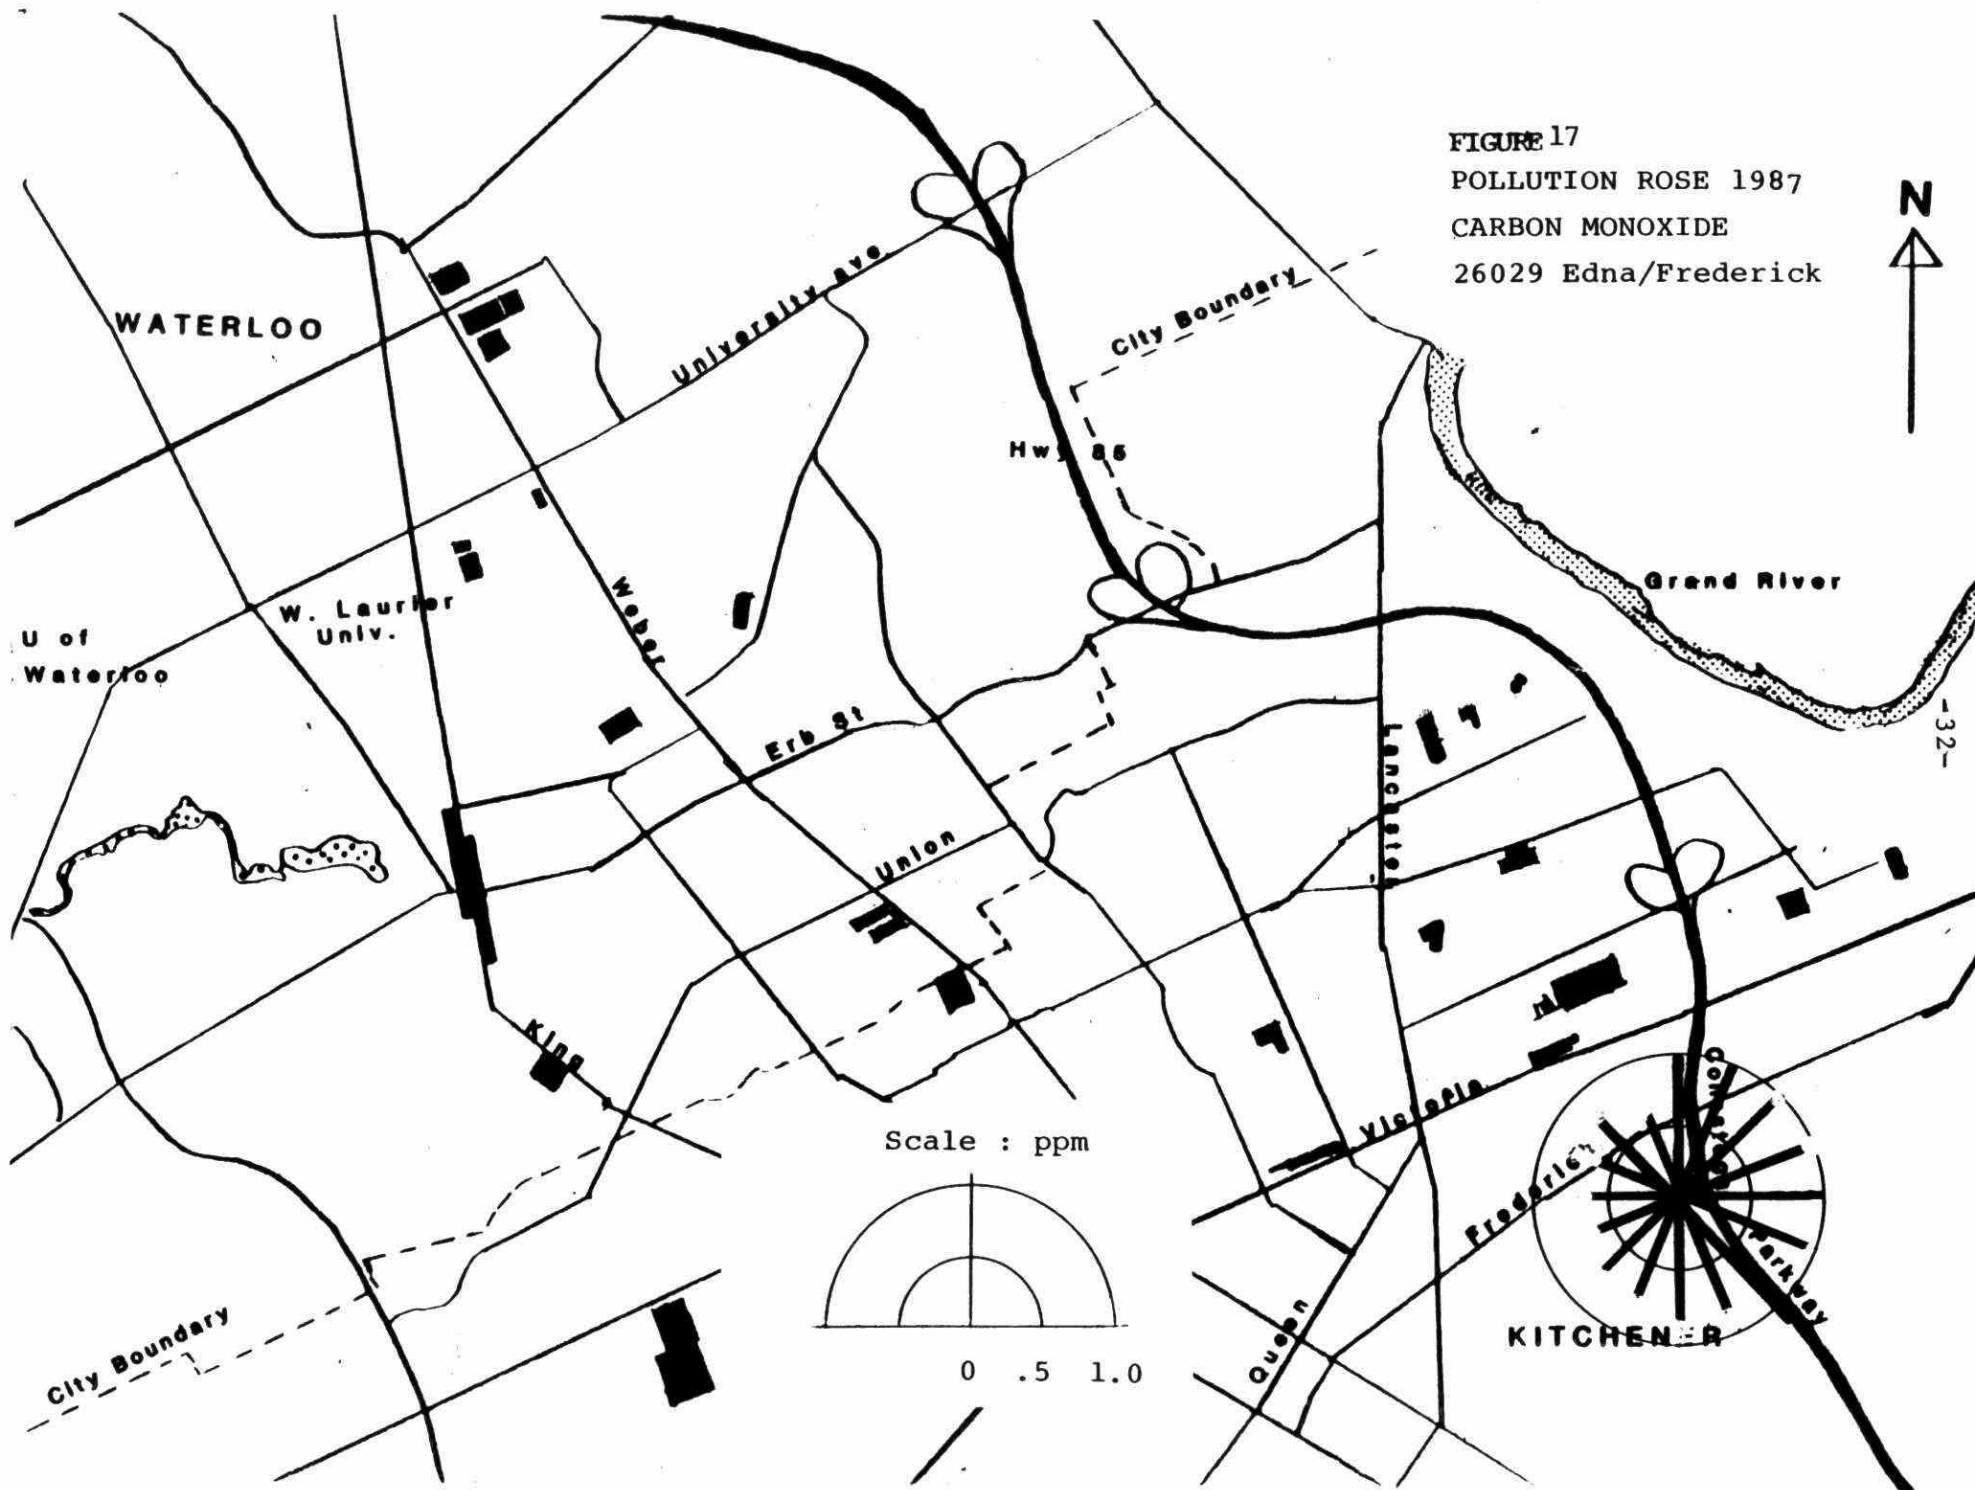 FIGURE 17
POLLUTION ROSE 1987
CARBON MONOXIDE
26029 Edna/Frederick
N
WATERLOO
University Ave.
City Boundary
Hwy 85
Grand River
W. Laurier
Univ.
U of
Waterloo
Weber
Erb St
Lancaster
-32-
Union
King
Victoria
Conestoga
Parkway
Frederick
Scale : ppm
0 .5 1.0
Queen
KITCHENER
City Boundary